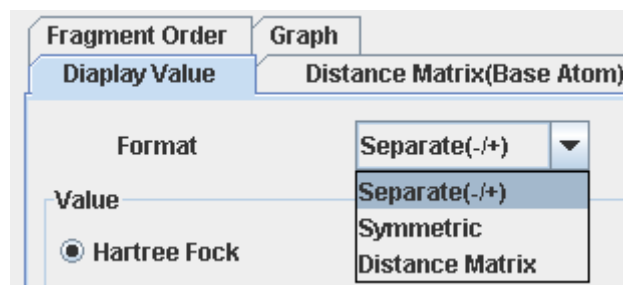 Fragment Order Graph
Diaplay Value Distance Matrix(Base Atom)
Format Separate(-/+)
Separate(-/+)
Value
Symmetric
Hartree Fock
Distance Matrix